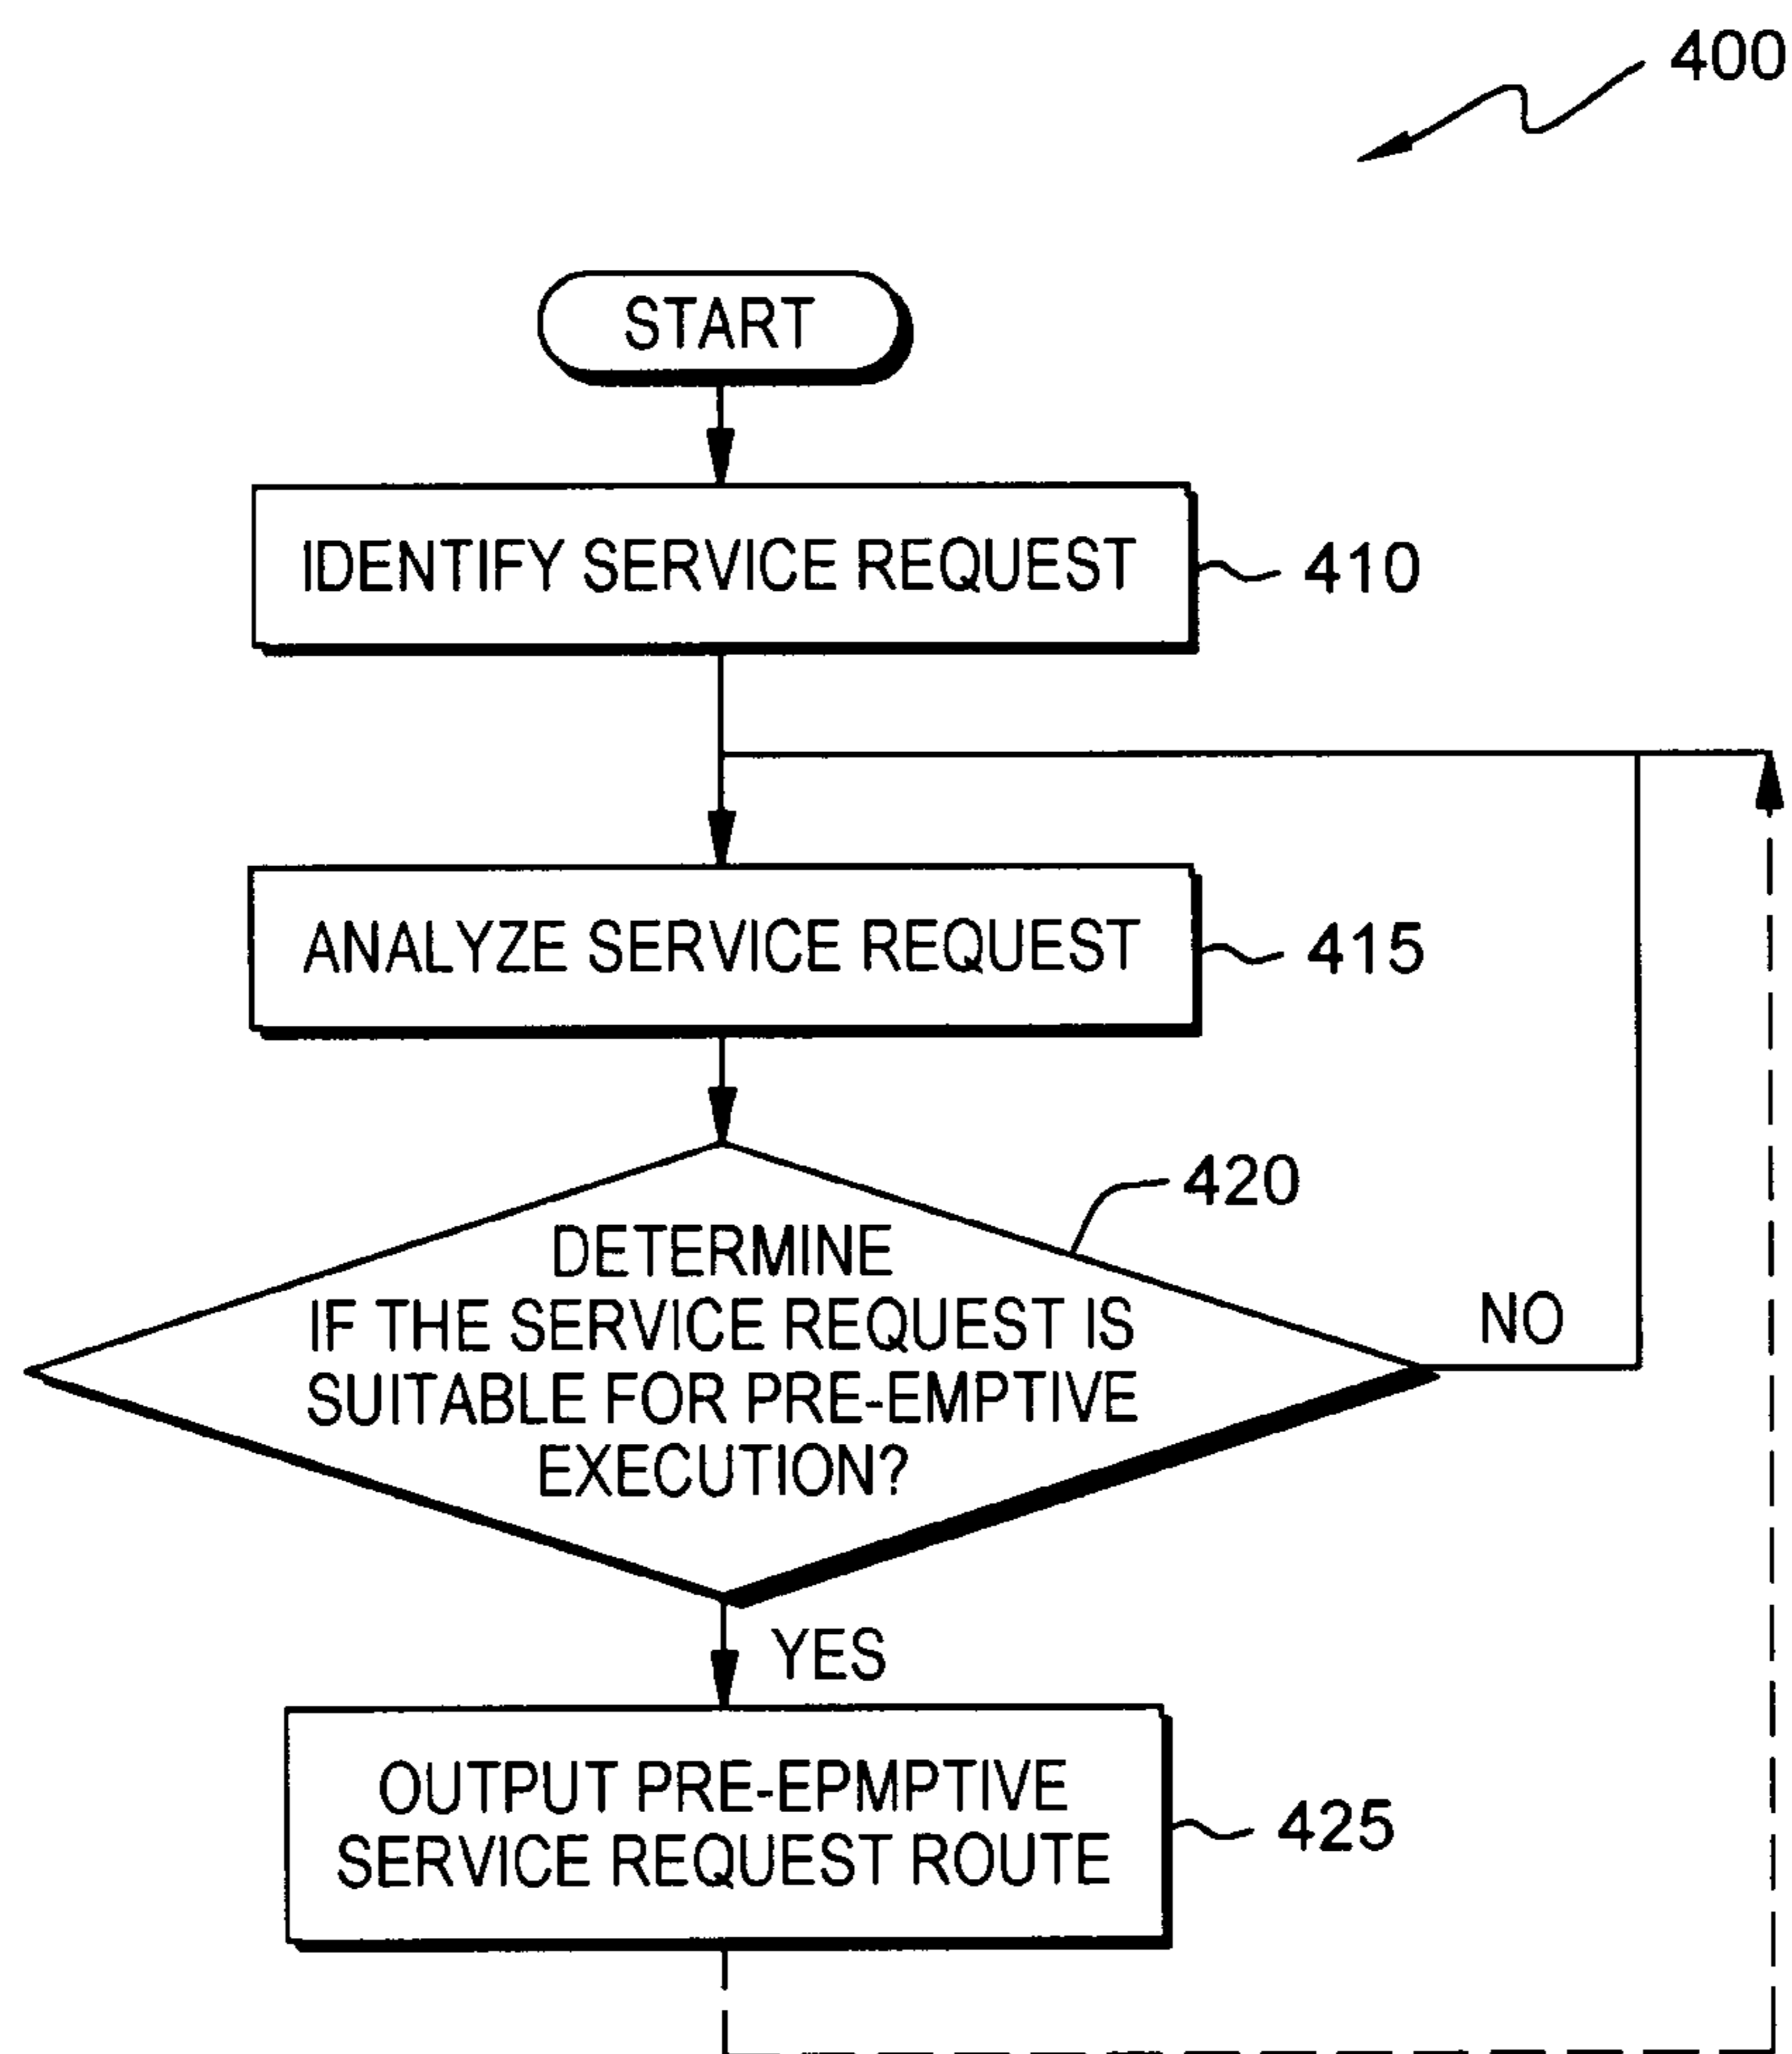 400
START
IDENTIFY SERVICE REQUEST
410
ANALYZE SERVICE REQUEST
415
420
DETERMINE
IF THE SERVICE REQUEST IS
SUITABLE FOR PRE-EMPTIVE
EXECUTION?
NO
YES
OUTPUT PRE-EPMPTIVE
SERVICE REQUEST ROUTE
425